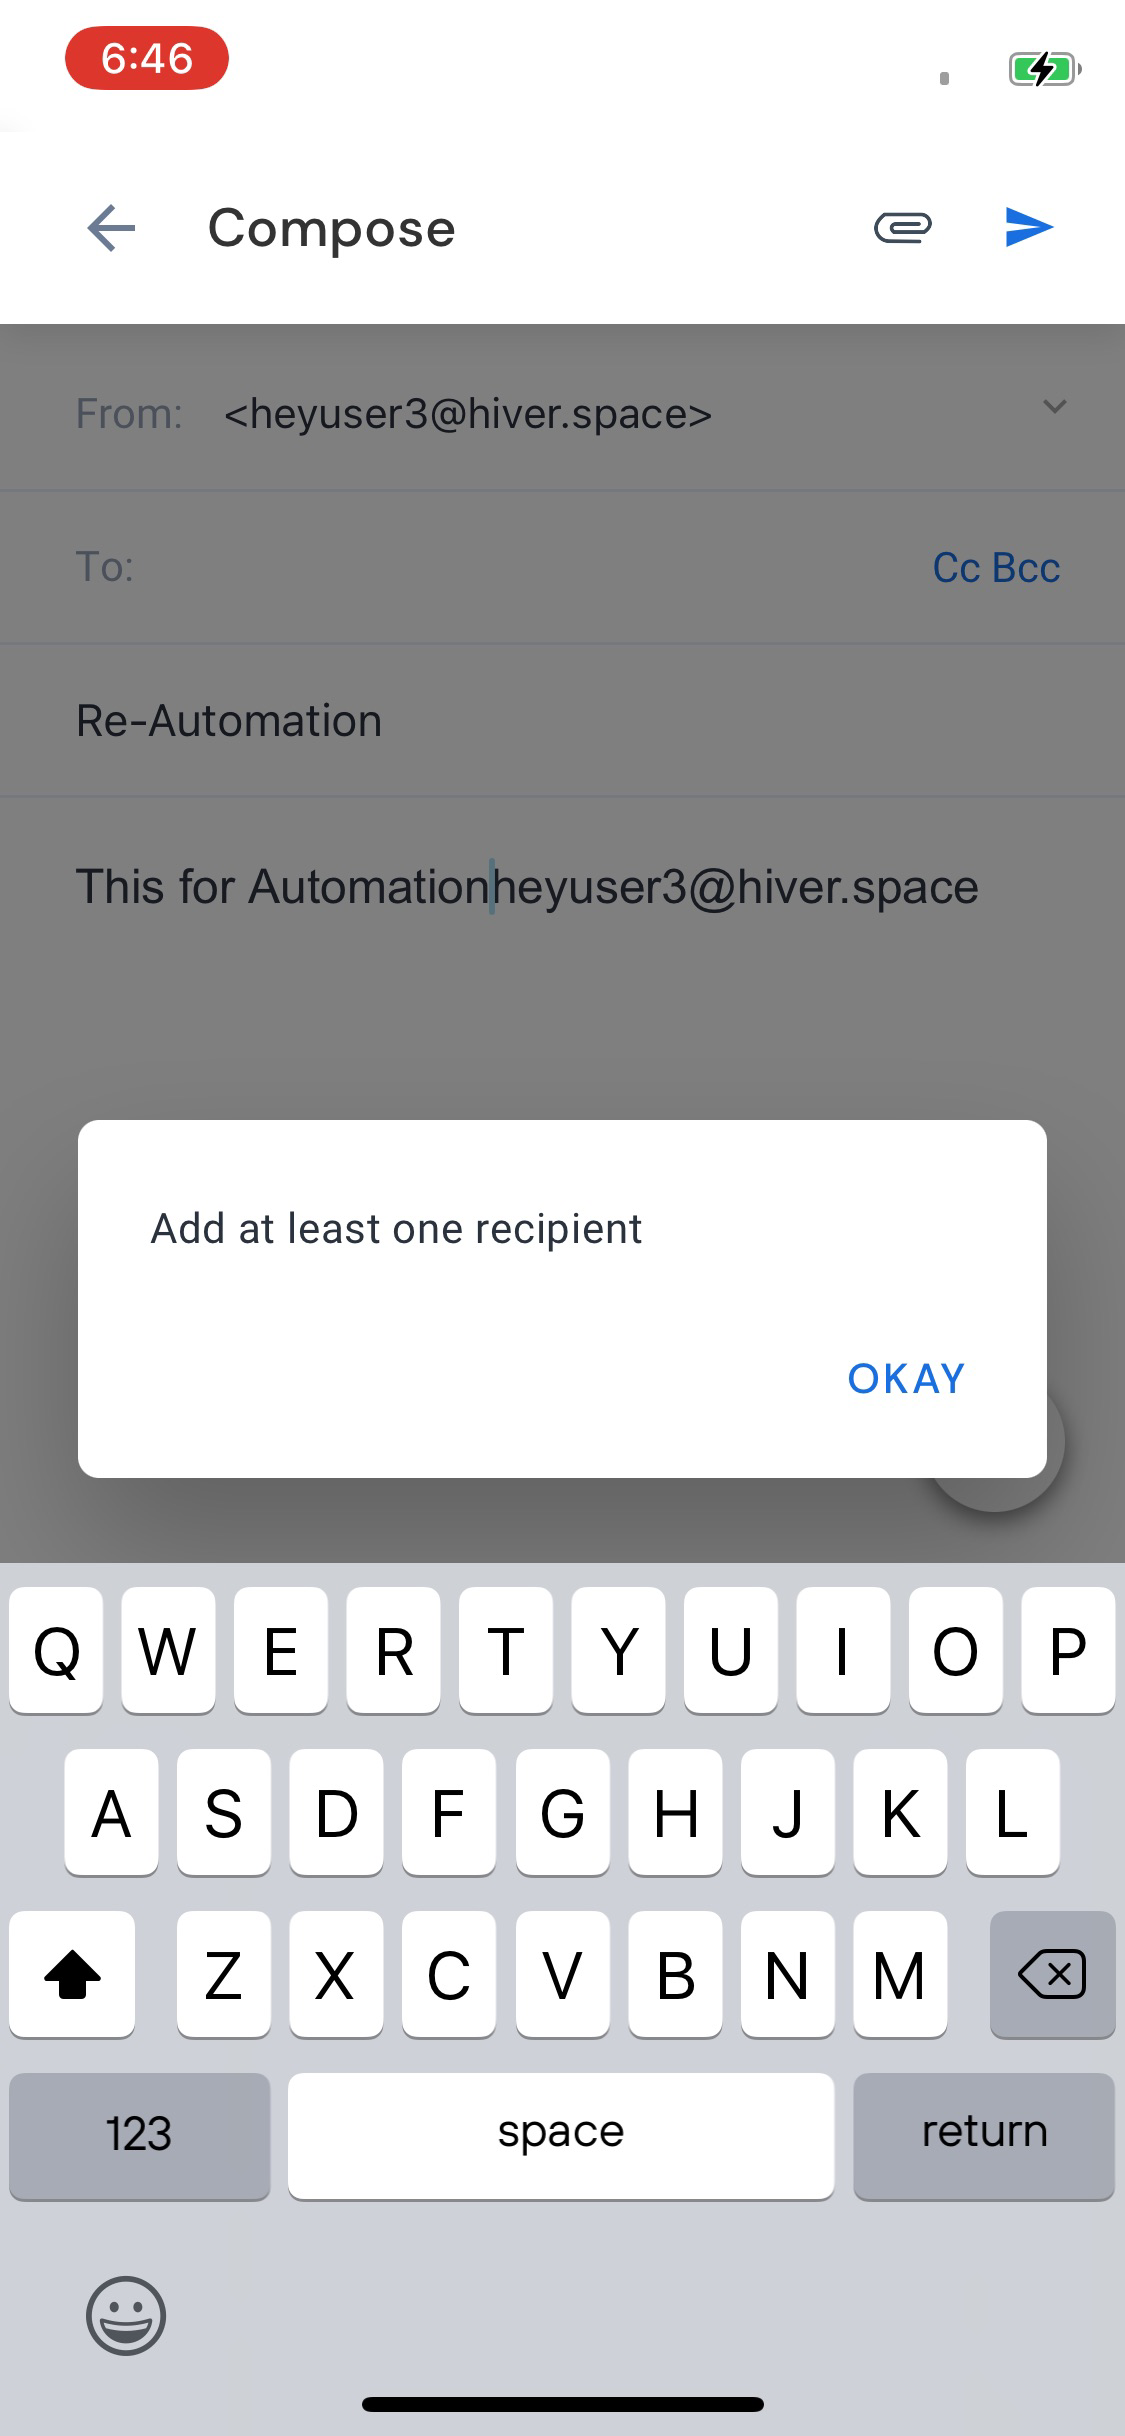 6:46
Compose
From: <heyuser3@hiver.space>
To: Cc Bcc
Re-Automation
This for Automationheyuser3@hiver.space
Add at least one recipient
OKAY
Q W E R T Y U I O P
A S D F G H J K L
Z X C V B N M
123 space return